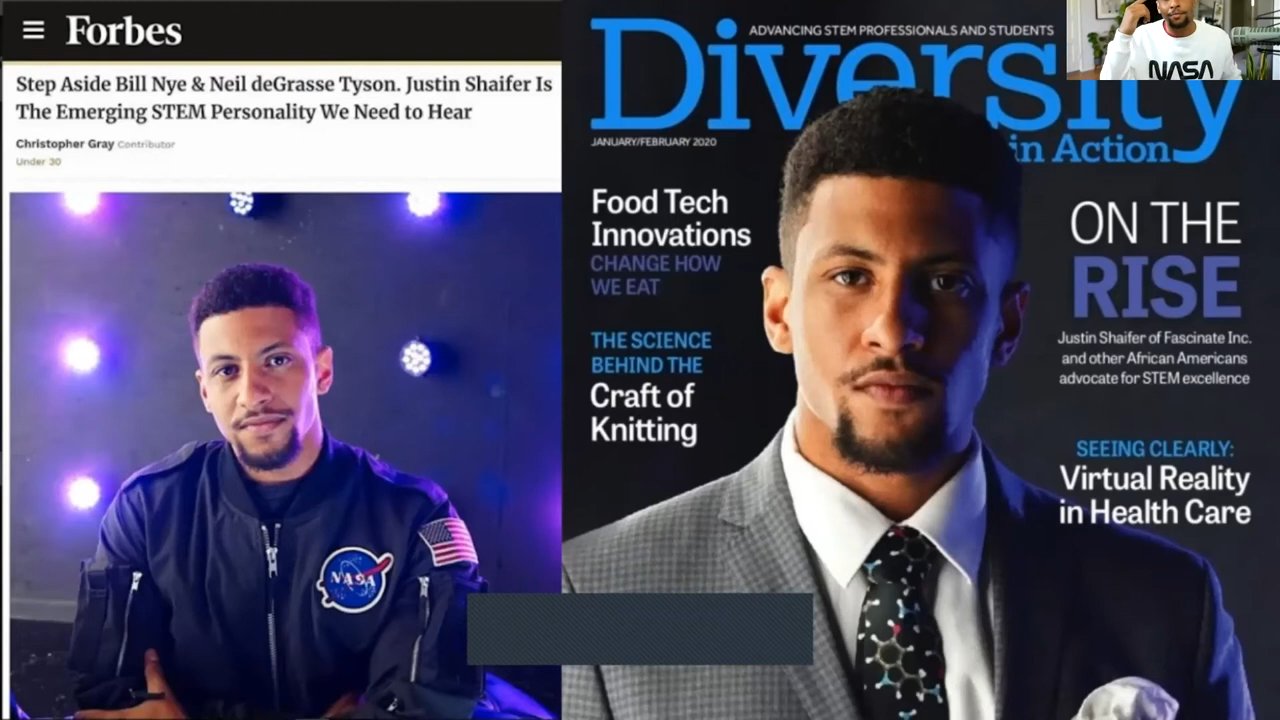 Forbes
Step Aside Bill Nye & Neil deGrasse Tyson. Justin Shaifer Is
The Emerging STEM Personality We Need to Hear
Christopher Gray Contributor
Under 30
NASA
ADVANCING STEM PROFESSIONALS AND STUDENTS
Diversity
in Action
JANUARY/FEBRUARY 2020
Food Tech
Innovations
CHANGE HOW
WE EAT
THE SCIENCE
BEHIND THE
Craft of
Knitting
ON THE
RISE
Justin Shaifer of Fascinate Inc.
and other African Americans
advocate for STEM excellence
SEEING CLEARLY:
Virtual Reality
in Health Care
NASA